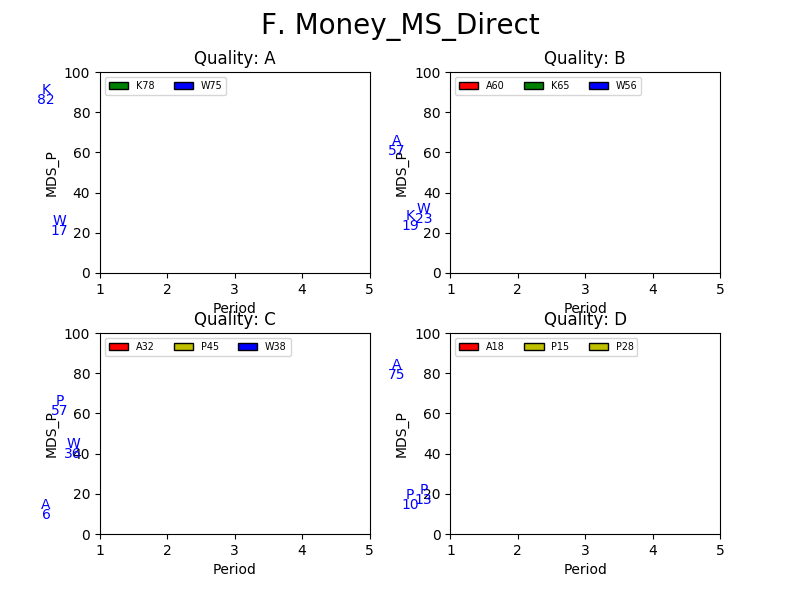 F. Money_MS_Direct
Quality: A
K78 W75
K
82
W
17
MDS_P
100
80
60
40
20
0
1 2 3 4 5
Period
Quality: B
A60 K65 W56
A
57
W
23
K
19
MDS_P
100
80
60
40
20
0
1 2 3 4 5
Period
Quality: C
A32 P45 W38
P
57
W
A
6
MDS_P
100
80
60
40
20
0
1 2 3 4 5
Period
Quality: D
A18 P15 P28
A
75
P
13
P
10
MDS_P
100
80
60
40
20
0
1 2 3 4 5
Period